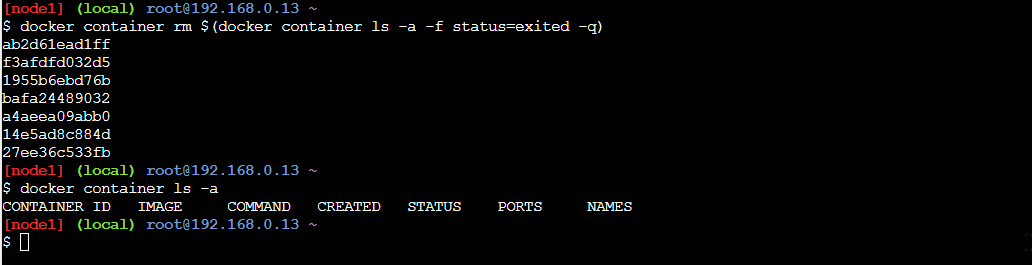 [node1] (local) root@192.168.0.13 ~
$ docker container rm $(docker container ls -a -f status=exited -q)
ab2d61ead1ff
f3afdfd032d5
1955b6ebd76b
bafa24489032
a4aeea09abb0
14e5ad8c884d
27ee36c533fb
[node1] (local) root@192.168.0.13 ~
$ docker container ls -a
CONTAINER ID   IMAGE     COMMAND   CREATED   STATUS    PORTS     NAMES
[node1] (local) root@192.168.0.13 ~
$